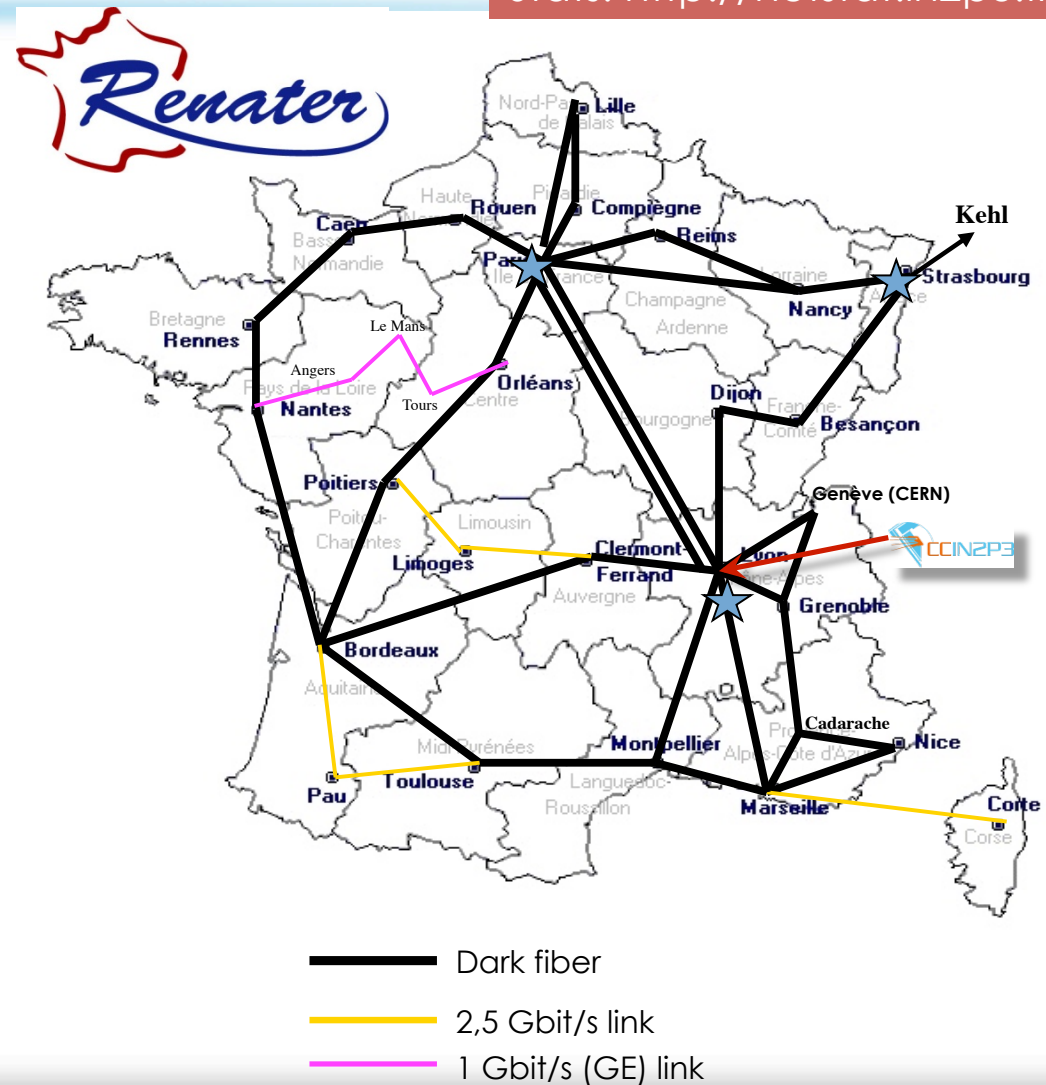 Renater
Nord-Pa
de Calais
Lille
Haute
Rouen
Picardie
Compiègne
Caen
Basse
Normandie
Reims
Kehl
Ile
France
Lorraine
Strasbourg
Nancy
Champagne
Ardenne
Bretagne
Rennes
Le Mans
Angers
Pays de la Loire
Nantes
Tours
Orléans
Centre
Dijon
Bourgogne
Franche-
Comté
Besançon
Poitiers
Genève (CERN)
Poitou-
Charentes
Limousin
Limoges
Clermont-
Ferrand
Auvergne
Lyon
CCIN2P3
Grenoble
Bordeaux
Aquitaine
Cadarache
Midi-Pyrénées
Montpellier
Alpes-Côte d'Azur
Nice
Toulouse
Pau
Languedoc-
Roussillon
Marseille
Corte
Corse
Dark fiber
2,5 Gbit/s link
1 Gbit/s (GE) link